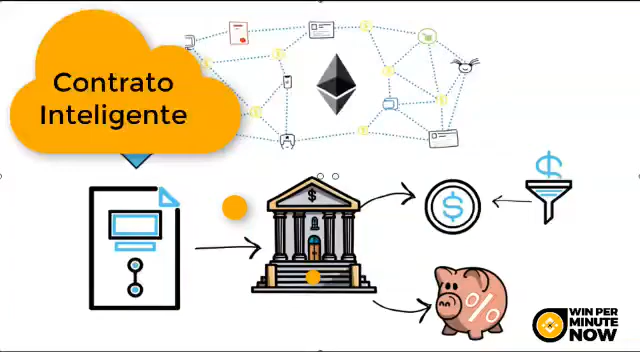 Contrato
Inteligente
$
$
$
%
WIN PER
MINUTE
NOW